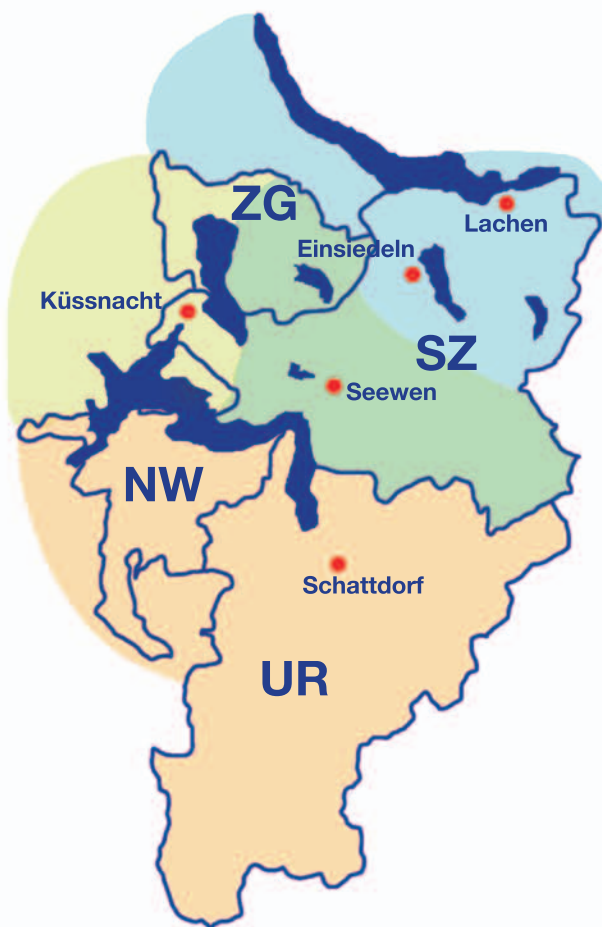 ZG
Lachen
Einsiedeln
Küssnacht
SZ
Seewen
NW
Schattdorf
UR